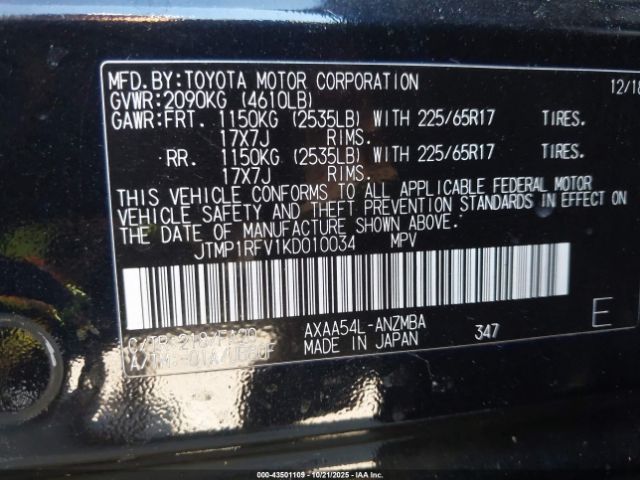 MFD.BY:TOYOTA MOTOR CORPORATION 12/18
GVWR:2090KG (4610LB)
GAWR:FRT. 1150KG (2535LB) WITH 225/65R17 TIRES.
17X7J RIMS.
RR. 1150KG (2535LB) WITH 225/65R17 TIRES.
17X7J RIMS.
THIS VEHICLE CONFORMS TO ALL APPLICABLE FEDERAL MOTOR
VEHICLE SAFETY AND THEFT PREVENTION STANDARDS IN EFFECT ON
THE DATE OF MANUFACTURE SHOWN ABOVE.
JTMP1RFV1KD010034 MPV
C/TR:
AXAA54L-ANZMBA
A/TM:
MADE IN JAPAN 347 E
000-43501109 - 10/21/2025 - IAA Inc.